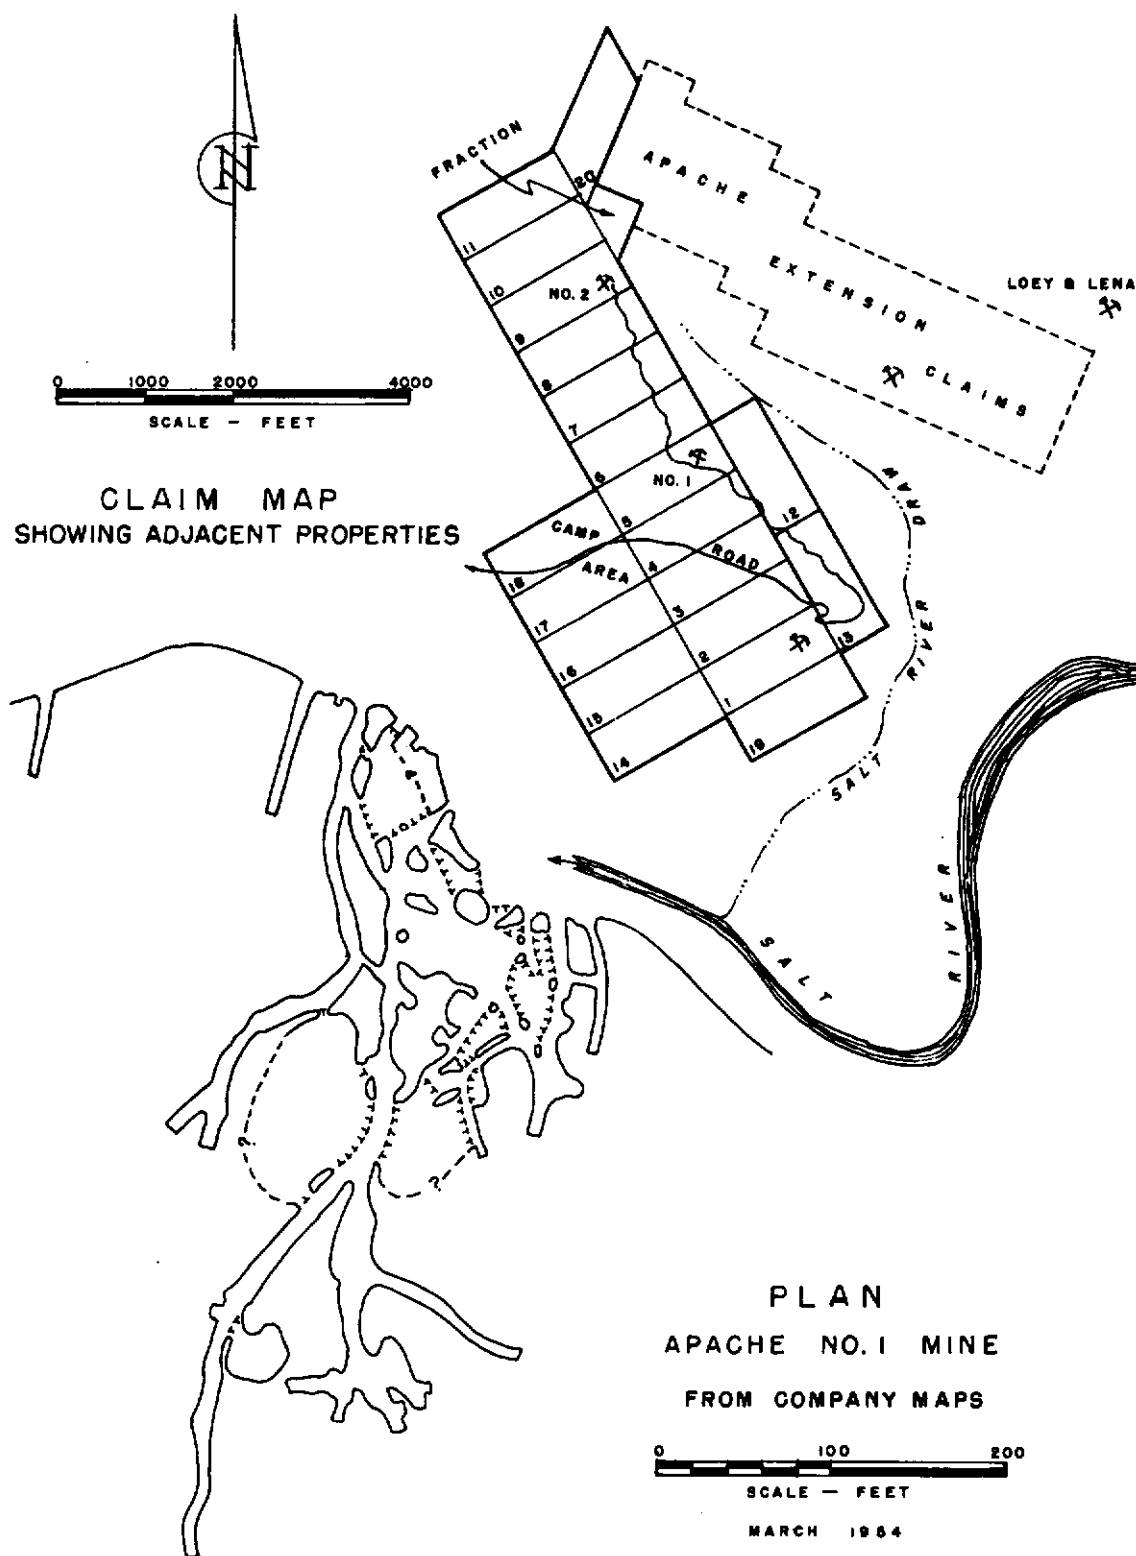 N
0 1000 2000 4000
SCALE — FEET
CLAIM MAP
SHOWING ADJACENT PROPERTIES
FRACTION
APACHE
EXTENSION
CLAIMS
LOEY & LENA
20
11
10
NO. 2
9
8
7
6
NO. 1
5
12
CAMP
AREA
ROAD
18
4
17
3
16
2
13
15
1
14
19
SALT RIVER DRAW
SALT RIVER
?
?
PLAN
APACHE NO. 1 MINE
FROM COMPANY MAPS
0 100 200
SCALE — FEET